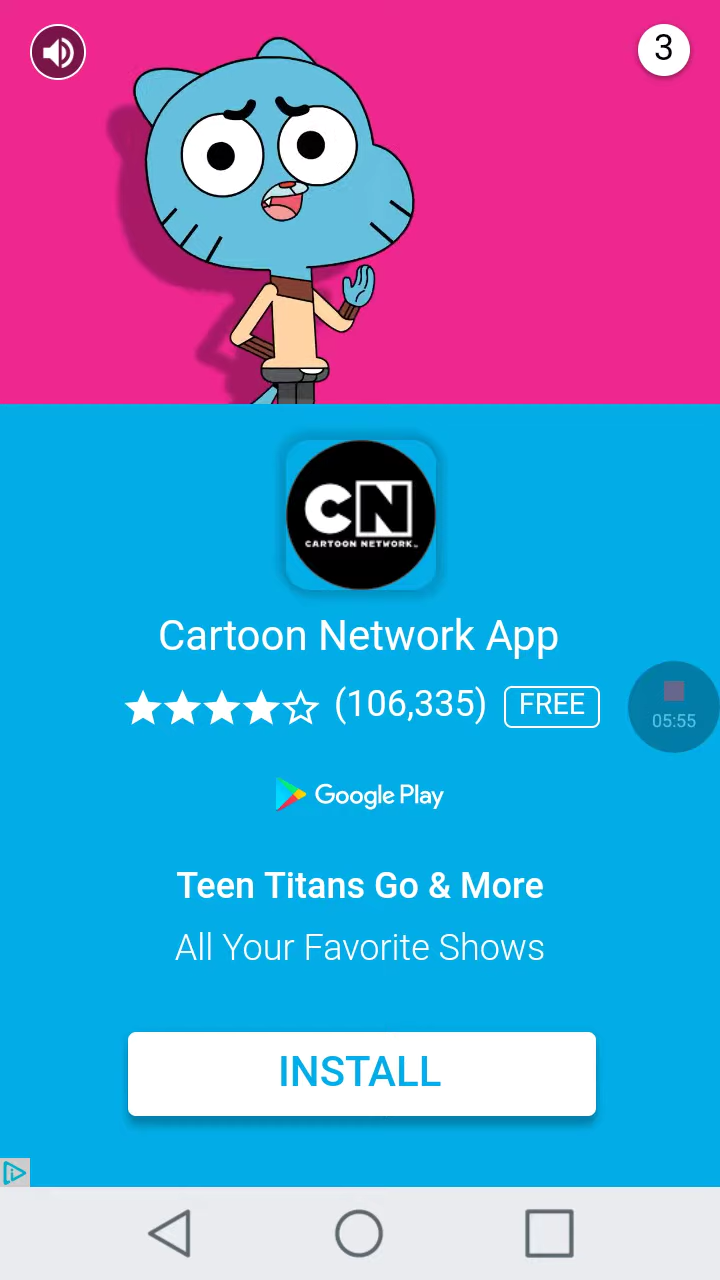 3
CN
CARTOON NETWORK™
Cartoon Network App
(106,335) FREE
05:55
Google Play
Teen Titans Go & More
All Your Favorite Shows
INSTALL